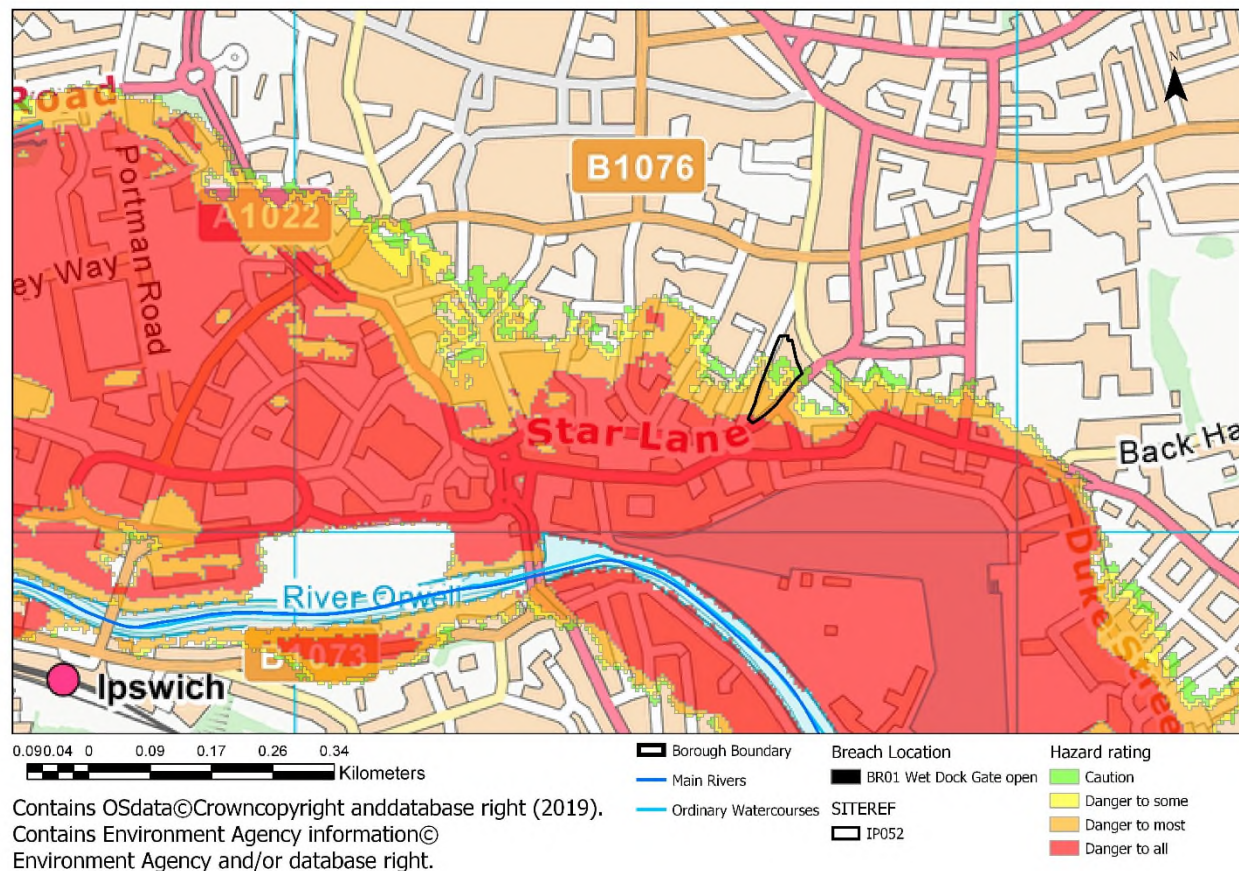 Road
Portman Road
A1022
B1076
N
ey Way
Star Lane
Back Ha
River Orwell
Duke Street
B1073
Ipswich
0.090.04 0 0.09 0.17 0.26 0.34
Kilometers
Contains OSdata©Crowncopyright anddatabase right (2019).
Contains Environment Agency information©
Environment Agency and/or database right.
Borough Boundary
Main Rivers
Ordinary Watercourses
Breach Location
BR01 Wet Dock Gate open
SITEREF
IP052
Hazard rating
Caution
Danger to some
Danger to most
Danger to all